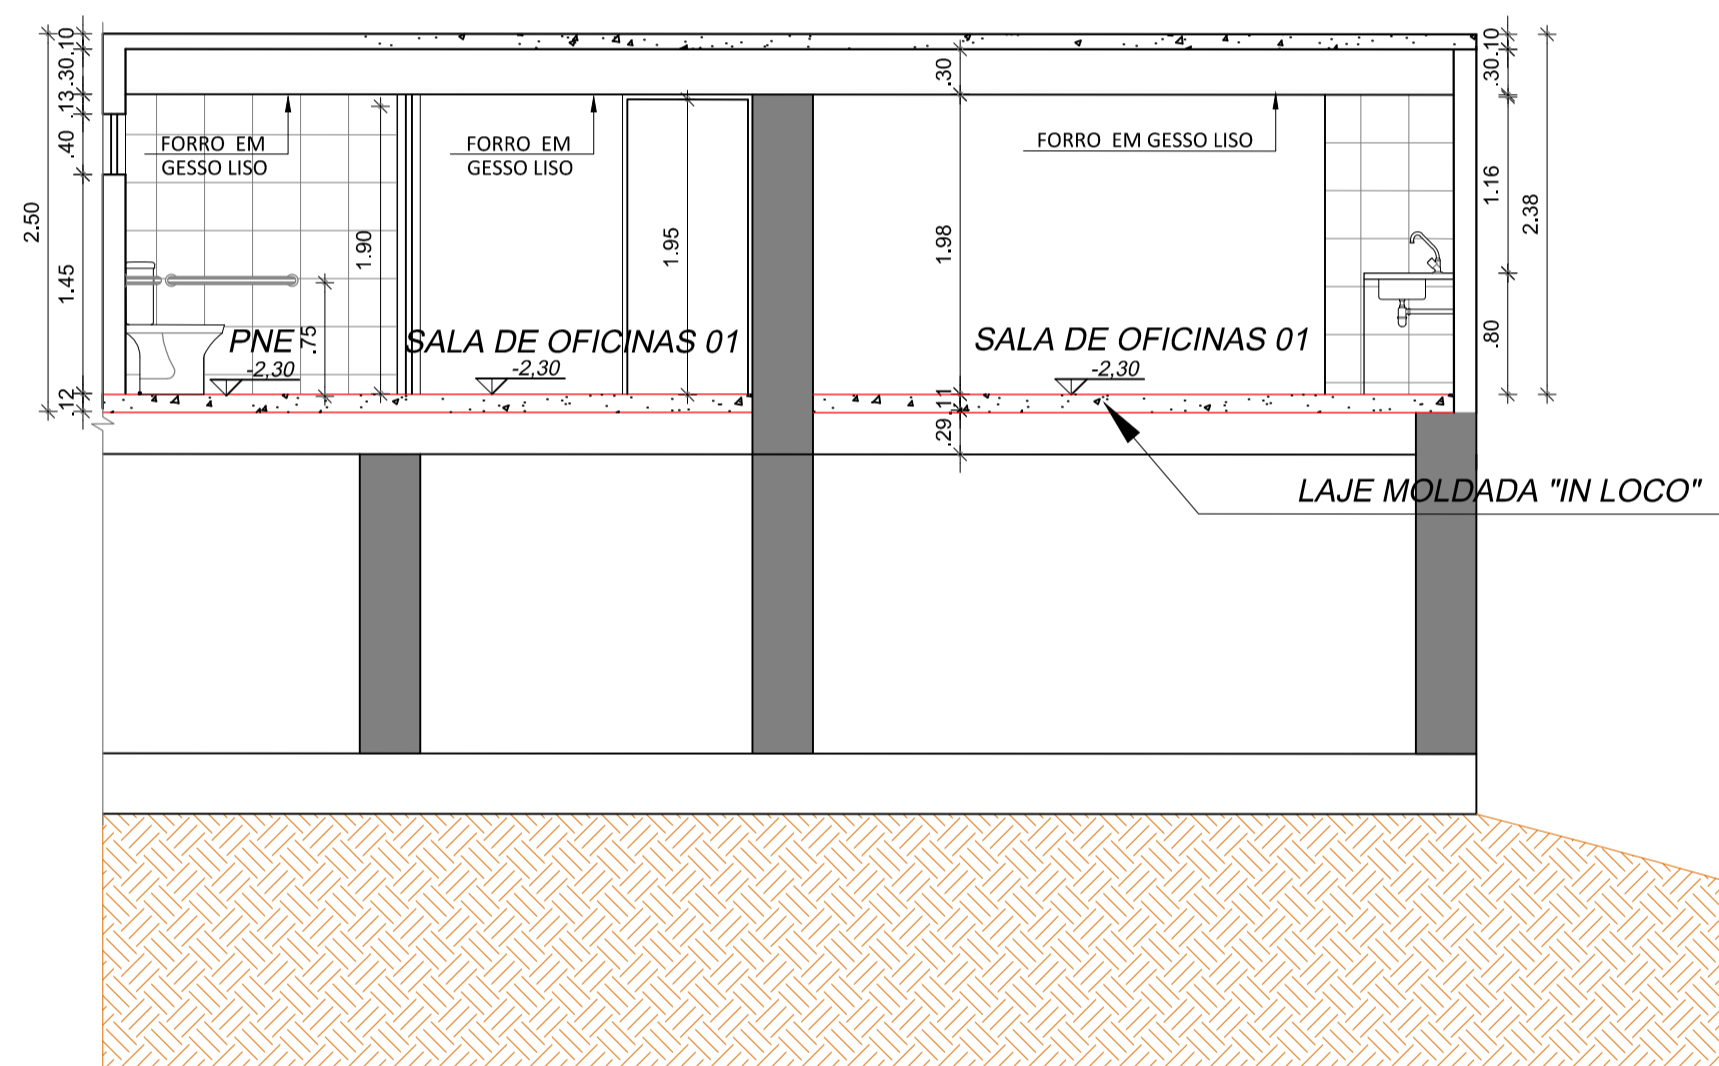 .10
.30
.13
.40
2.50
1.45
.12
FORRO EM
GESSO LISO
1.90
PNE
-2,30
.75
FORRO EM
GESSO LISO
1.95
SALA DE OFICINAS 01
-2,30
.30
1.98
.11
.29
FORRO EM GESSO LISO
SALA DE OFICINAS 01
-2,30
.10
.30
1.16
2.38
.80
LAJE MOLDADA "IN LOCO"